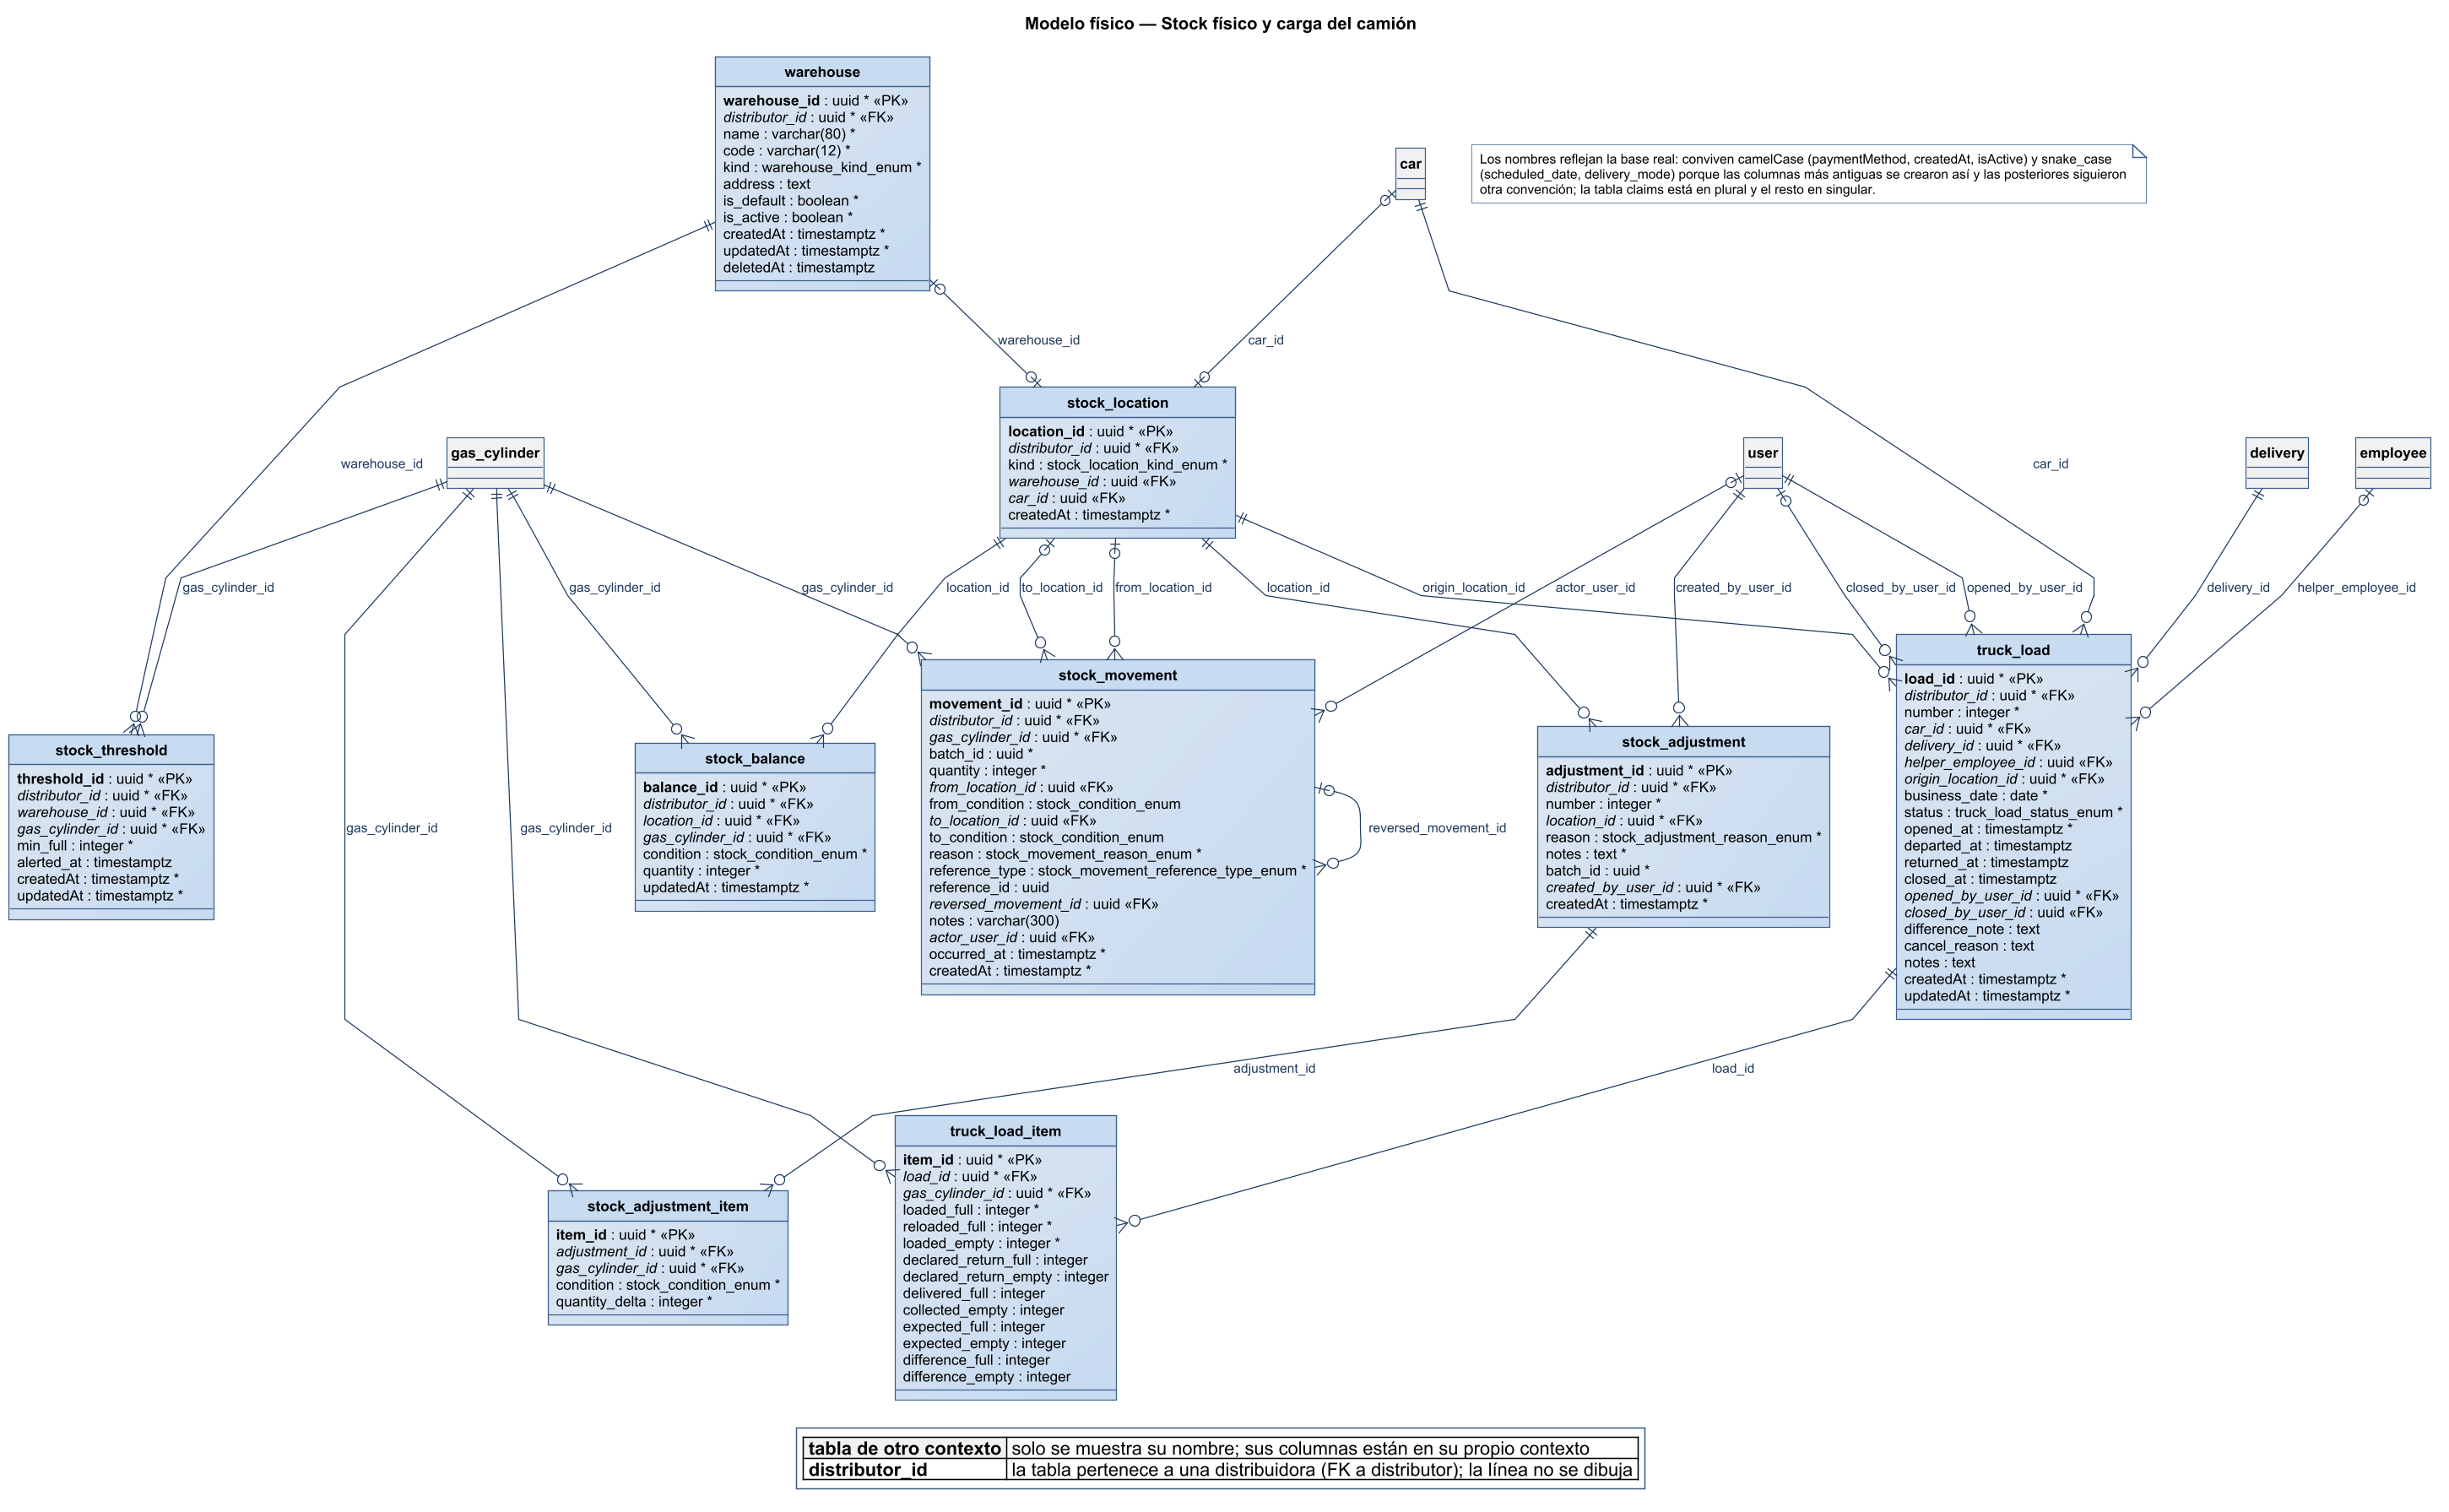 Modelo físico — Stock físico y carga del camión
warehouse
warehouse_id : uuid * «PK»
distributor_id : uuid * «FK»
name : varchar(80) *
code : varchar(12) *
kind : warehouse_kind_enum *
address : text
is_default : boolean *
is_active : boolean *
createdAt : timestamptz *
updatedAt : timestamptz *
deletedAt : timestamptz
car
Los nombres reflejan la base real: conviven camelCase (paymentMethod, createdAt, isActive) y snake_case
(scheduled_date, delivery_mode) porque las columnas más antiguas se crearon así y las posteriores siguieron
otra convención; la tabla claims está en plural y el resto en singular.
warehouse_id
car_id
stock_location
location_id : uuid * «PK»
distributor_id : uuid * «FK»
kind : stock_location_kind_enum *
warehouse_id : uuid «FK»
car_id : uuid «FK»
createdAt : timestamptz *
gas_cylinder
user
delivery
employee
warehouse_id
car_id
gas_cylinder_id
gas_cylinder_id
gas_cylinder_id
location_id
to_location_id
from_location_id
location_id
origin_location_id
actor_user_id
created_by_user_id
closed_by_user_id
opened_by_user_id
delivery_id
helper_employee_id
stock_threshold
threshold_id : uuid * «PK»
distributor_id : uuid * «FK»
warehouse_id : uuid * «FK»
gas_cylinder_id : uuid * «FK»
min_full : integer *
alerted_at : timestamptz
createdAt : timestamptz *
updatedAt : timestamptz *
stock_balance
balance_id : uuid * «PK»
distributor_id : uuid * «FK»
location_id : uuid * «FK»
gas_cylinder_id : uuid * «FK»
condition : stock_condition_enum *
quantity : integer *
updatedAt : timestamptz *
stock_movement
movement_id : uuid * «PK»
distributor_id : uuid * «FK»
gas_cylinder_id : uuid * «FK»
batch_id : uuid *
quantity : integer *
from_location_id : uuid «FK»
from_condition : stock_condition_enum
to_location_id : uuid «FK»
to_condition : stock_condition_enum
reason : stock_movement_reason_enum *
reference_type : stock_movement_reference_type_enum *
reference_id : uuid
reversed_movement_id : uuid «FK»
notes : varchar(300)
actor_user_id : uuid «FK»
occurred_at : timestamptz *
createdAt : timestamptz *
reversed_movement_id
stock_adjustment
adjustment_id : uuid * «PK»
distributor_id : uuid * «FK»
number : integer *
location_id : uuid * «FK»
reason : stock_adjustment_reason_enum *
notes : text *
batch_id : uuid *
created_by_user_id : uuid * «FK»
createdAt : timestamptz *
truck_load
load_id : uuid * «PK»
distributor_id : uuid * «FK»
number : integer *
car_id : uuid * «FK»
delivery_id : uuid * «FK»
helper_employee_id : uuid «FK»
origin_location_id : uuid * «FK»
business_date : date *
status : truck_load_status_enum *
opened_at : timestamptz *
departed_at : timestamptz
returned_at : timestamptz
closed_at : timestamptz
opened_by_user_id : uuid * «FK»
closed_by_user_id : uuid «FK»
difference_note : text
cancel_reason : text
notes : text
createdAt : timestamptz *
updatedAt : timestamptz *
gas_cylinder_id
gas_cylinder_id
adjustment_id
load_id
stock_adjustment_item
item_id : uuid * «PK»
adjustment_id : uuid * «FK»
gas_cylinder_id : uuid * «FK»
condition : stock_condition_enum *
quantity_delta : integer *
truck_load_item
item_id : uuid * «PK»
load_id : uuid * «FK»
gas_cylinder_id : uuid * «FK»
loaded_full : integer *
reloaded_full : integer *
loaded_empty : integer *
declared_return_full : integer
declared_return_empty : integer
delivered_full : integer
collected_empty : integer
expected_full : integer
expected_empty : integer
difference_full : integer
difference_empty : integer
tabla de otro contexto solo se muestra su nombre; sus columnas están en su propio contexto
distributor_id la tabla pertenece a una distribuidora (FK a distributor); la línea no se dibuja